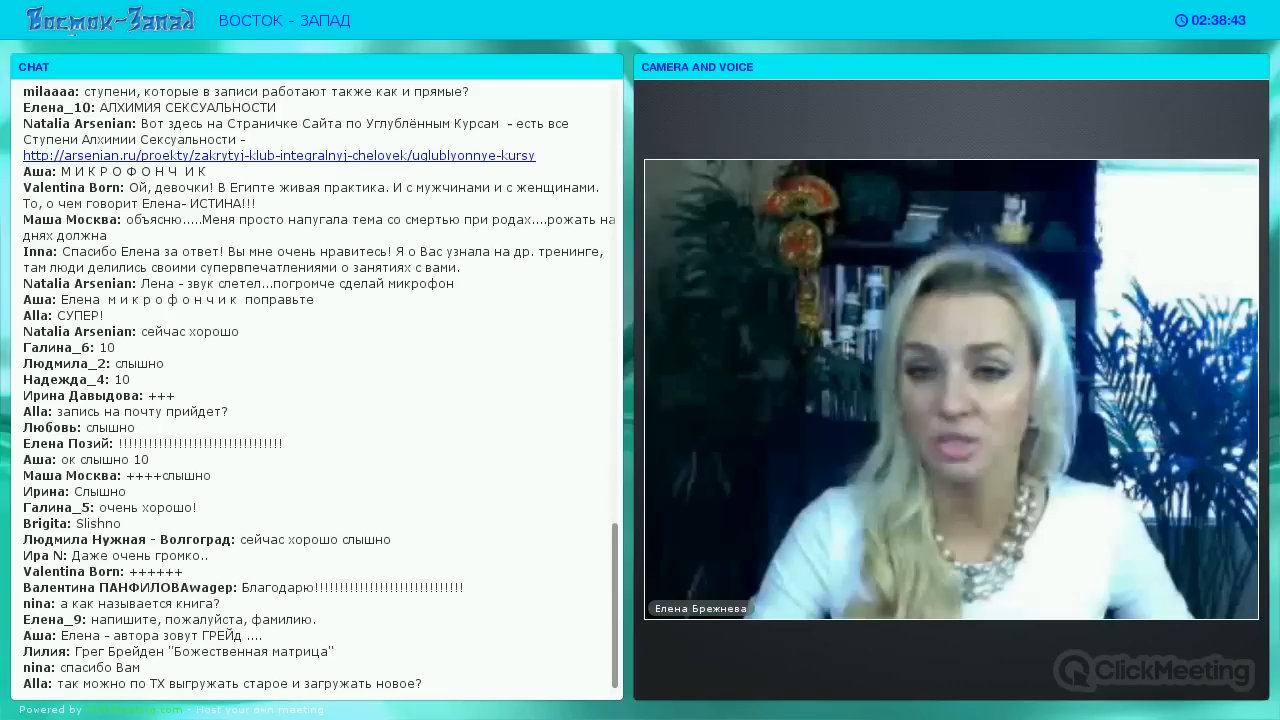 Восток-Запад ВОСТОК - ЗАПАД 02:38:43
CHAT
milaaaa: ступени, которые в записи работают также как и прямые?
Елена_10: АЛХИМИЯ СЕКСУАЛЬНОСТИ
Natalia Arsenian: Вот здесь на Страничке Сайта по Углублённым Курсам - есть все
Ступени Алхимии Сексуальности -
http://arsenian.ru/proekty/zakrytyj-klub-integralnyj-chelovek/uglublyonnye-kursy
Аша: М И К Р О Ф О Н Ч И К
Valentina Born: Ой, девочки! В Египте живая практика. И с мужчинами и с женщинами.
То, о чем говорит Елена- ИСТИНА!!!
Маша Москва: объясню.....Меня просто напугала тема со смертью при родах....рожать на
днях должна
Inna: Спасибо Елена за ответ! Вы мне очень нравитесь! Я о Вас узнала на др. тренинге,
там люди делились своими супервпечатлениями о занятиях с вами.
Natalia Arsenian: Лена - звук слетел...погромче сделай микрофон
Аша: Елена м и к р о ф о н ч и к поправьте
Alla: СУПЕР!
Natalia Arsenian: сейчас хорошо
Галина_6: 10
Людмила_2: слышно
Надежда_4: 10
Ирина Давыдова: +++
Alla: запись на почту прийдет?
Любовь: слышно
Елена Позий: !!!!!!!!!!!!!!!!!!!!!!!!!!!!!!!!!
Аша: ок слышно 10
Маша Москва: ++++слышно
Ирина: Слышно
Галина_5: очень хорошо!
Brigita: Slishno
Людмила Нужная - Волгоград: сейчас хорошо слышно
Ира N: Даже очень громко..
Valentina Born: ++++++
Валентина ПАНФИЛОВАwagep: Благодарю!!!!!!!!!!!!!!!!!!!!!!!!!!!!!!
nina: а как называется книга?
Елена_9: напишите, пожалуйста, фамилию.
Аша: Елена - автора зовут ГРЕЙд ....
Лилия: Грег Брейден "Божественная матрица"
nina: спасибо Вам
Alla: так можно по ТХ выгружать старое и загружать новое?
Powered by ClickMeeting.com - Host your own meeting
CAMERA AND VOICE
Елена Брежнева
ClickMeeting